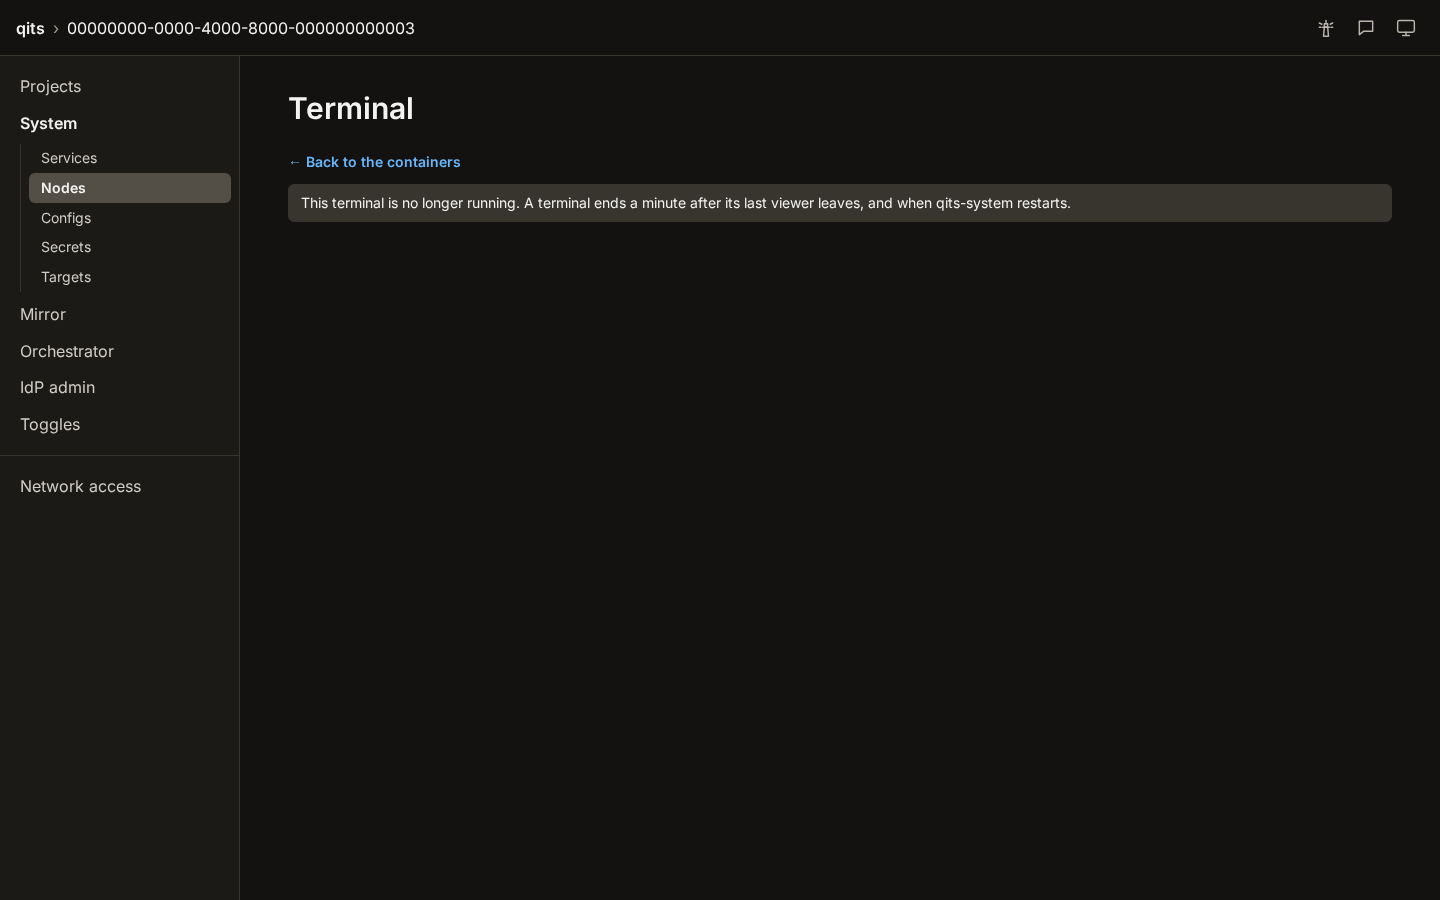 qits › 00000000-0000-4000-8000-000000000003
Projects
System
Services
Nodes
Configs
Secrets
Targets
Mirror
Orchestrator
IdP admin
Toggles
Network access
Terminal
← Back to the containers
This terminal is no longer running. A terminal ends a minute after its last viewer leaves, and when qits-system restarts.